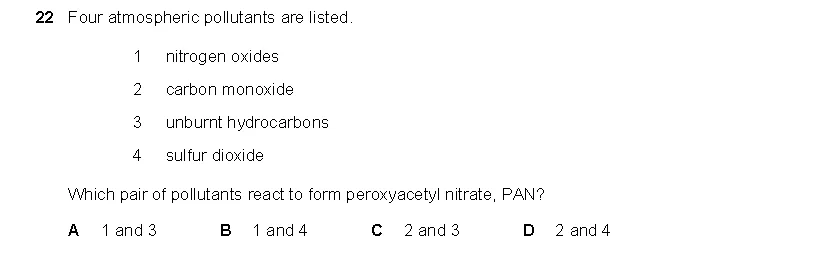 22 Four atmospheric pollutants are listed.
1 nitrogen oxides
2 carbon monoxide
3 unburnt hydrocarbons
4 sulfur dioxide
Which pair of pollutants react to form peroxyacetyl nitrate, PAN?
A 1 and 3 B 1 and 4 C 2 and 3 D 2 and 4